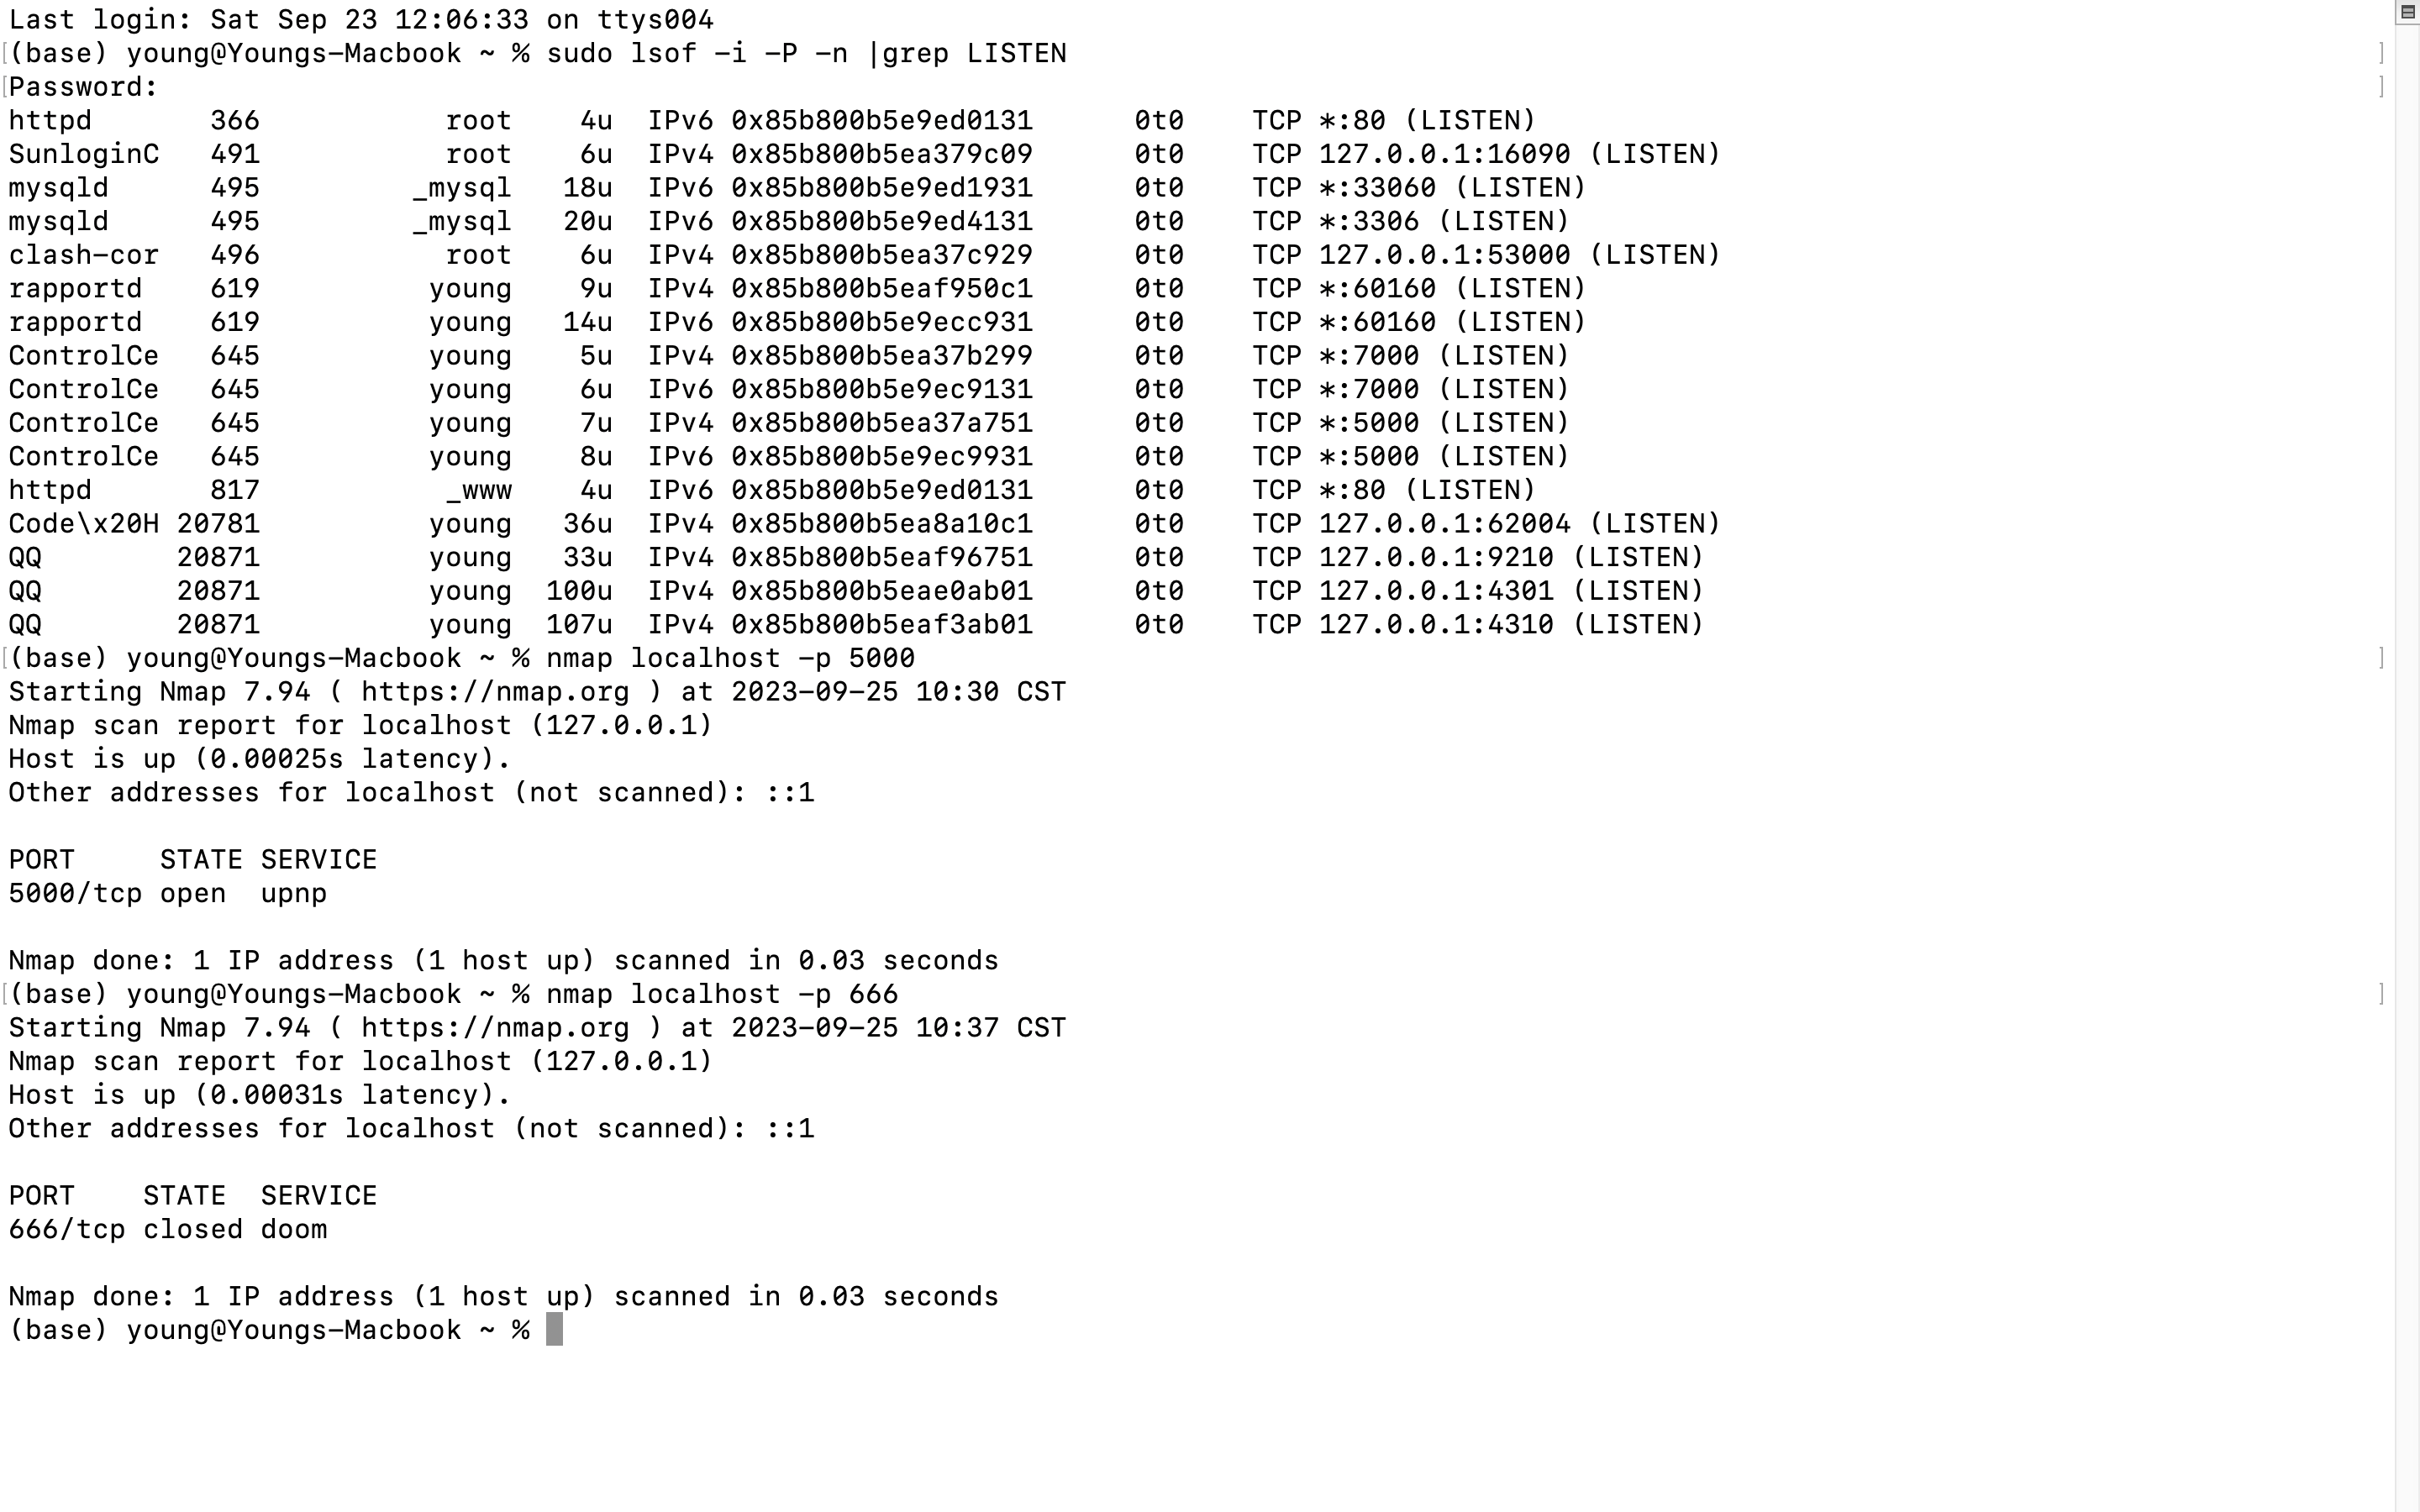 Last login: Sat Sep 23 12:06:33 on ttys004
(base) young@Youngs-Macbook ~ % sudo lsof -i -P -n |grep LISTEN
Password:
httpd       366           root    4u  IPv6 0x85b800b5e9ed0131      0t0    TCP *:80 (LISTEN)
SunloginC   491           root    6u  IPv4 0x85b800b5ea379c09      0t0    TCP 127.0.0.1:16090 (LISTEN)
mysqld      495         _mysql   18u  IPv6 0x85b800b5e9ed1931      0t0    TCP *:33060 (LISTEN)
mysqld      495         _mysql   20u  IPv6 0x85b800b5e9ed4131      0t0    TCP *:3306 (LISTEN)
clash-cor   496           root    6u  IPv4 0x85b800b5ea37c929      0t0    TCP 127.0.0.1:53000 (LISTEN)
rapportd    619          young    9u  IPv4 0x85b800b5eaf950c1      0t0    TCP *:60160 (LISTEN)
rapportd    619          young   14u  IPv6 0x85b800b5e9ecc931      0t0    TCP *:60160 (LISTEN)
ControlCe   645          young    5u  IPv4 0x85b800b5ea37b299      0t0    TCP *:7000 (LISTEN)
ControlCe   645          young    6u  IPv6 0x85b800b5e9ec9131      0t0    TCP *:7000 (LISTEN)
ControlCe   645          young    7u  IPv4 0x85b800b5ea37a751      0t0    TCP *:5000 (LISTEN)
ControlCe   645          young    8u  IPv6 0x85b800b5e9ec9931      0t0    TCP *:5000 (LISTEN)
httpd       817           _www    4u  IPv6 0x85b800b5e9ed0131      0t0    TCP *:80 (LISTEN)
Code\x20H 20781          young   36u  IPv4 0x85b800b5ea8a10c1      0t0    TCP 127.0.0.1:62004 (LISTEN)
QQ        20871          young   33u  IPv4 0x85b800b5eaf96751      0t0    TCP 127.0.0.1:9210 (LISTEN)
QQ        20871          young  100u  IPv4 0x85b800b5eae0ab01      0t0    TCP 127.0.0.1:4301 (LISTEN)
QQ        20871          young  107u  IPv4 0x85b800b5eaf3ab01      0t0    TCP 127.0.0.1:4310 (LISTEN)
(base) young@Youngs-Macbook ~ % nmap localhost -p 5000
Starting Nmap 7.94 ( https://nmap.org ) at 2023-09-25 10:30 CST
Nmap scan report for localhost (127.0.0.1)
Host is up (0.00025s latency).
Other addresses for localhost (not scanned): ::1

PORT     STATE SERVICE
5000/tcp open  upnp

Nmap done: 1 IP address (1 host up) scanned in 0.03 seconds
(base) young@Youngs-Macbook ~ % nmap localhost -p 666
Starting Nmap 7.94 ( https://nmap.org ) at 2023-09-25 10:37 CST
Nmap scan report for localhost (127.0.0.1)
Host is up (0.00031s latency).
Other addresses for localhost (not scanned): ::1

PORT    STATE  SERVICE
666/tcp closed doom

Nmap done: 1 IP address (1 host up) scanned in 0.03 seconds
(base) young@Youngs-Macbook ~ %